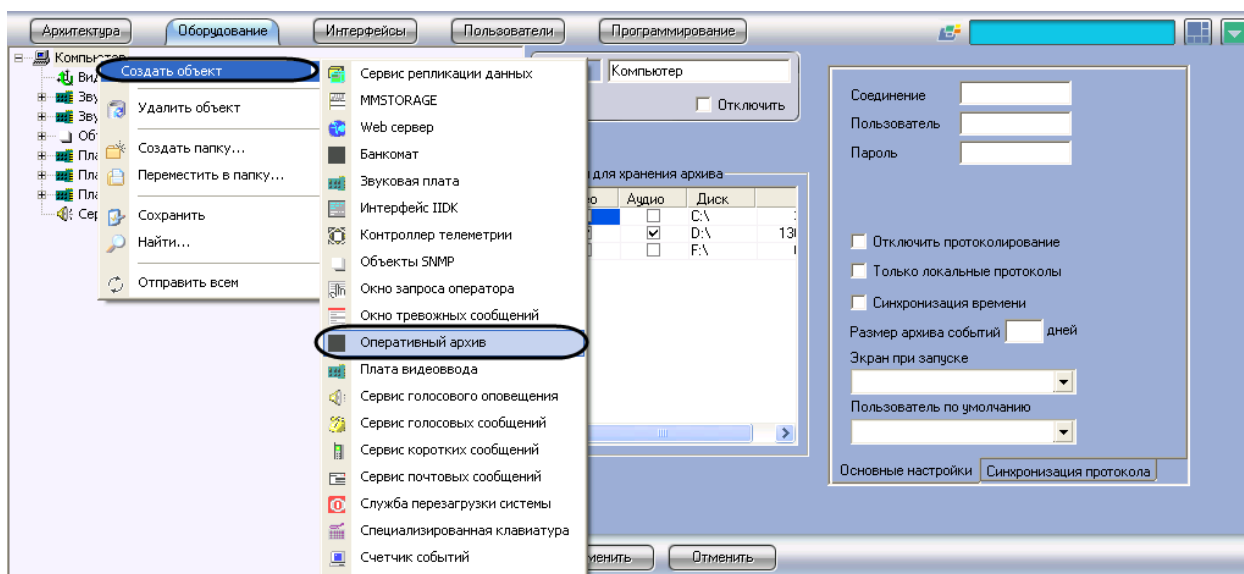 Архитектура Оборудование Интерфейсы Пользователи Программирование
Компьютер
Создать объект
Удалить объект
Создать папку...
Переместить в папку...
Сохранить
Найти...
Отправить всем
Сервис репликации данных
MMSTORAGE
Web сервер
Банкомат
Звуковая плата
Интерфейс IIDK
Контроллер телеметрии
Объекты SNMP
Окно запроса оператора
Окно тревожных сообщений
Оперативный архив
Плата видеоввода
Сервис голосового оповещения
Сервис голосовых сообщений
Сервис коротких сообщений
Сервис почтовых сообщений
Служба перезагрузки системы
Специализированная клавиатура
Счетчик событий
Компьютер
Отключить
для хранения архива
Аудио Диск
C:\
D:\
F:\
Соединение
Пользователь
Пароль
Отключить протоколирование
Только локальные протоколы
Синхронизация времени
Размер архива событий дней
Экран при запуске
Пользователь по умолчанию
Основные настройки Синхронизация протокола
Отменить